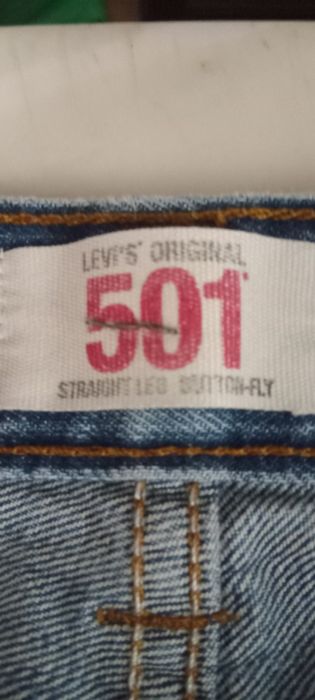 LEVI'S® ORIGINAL
501®
STRAIGHT LEG BUTTON-FLY